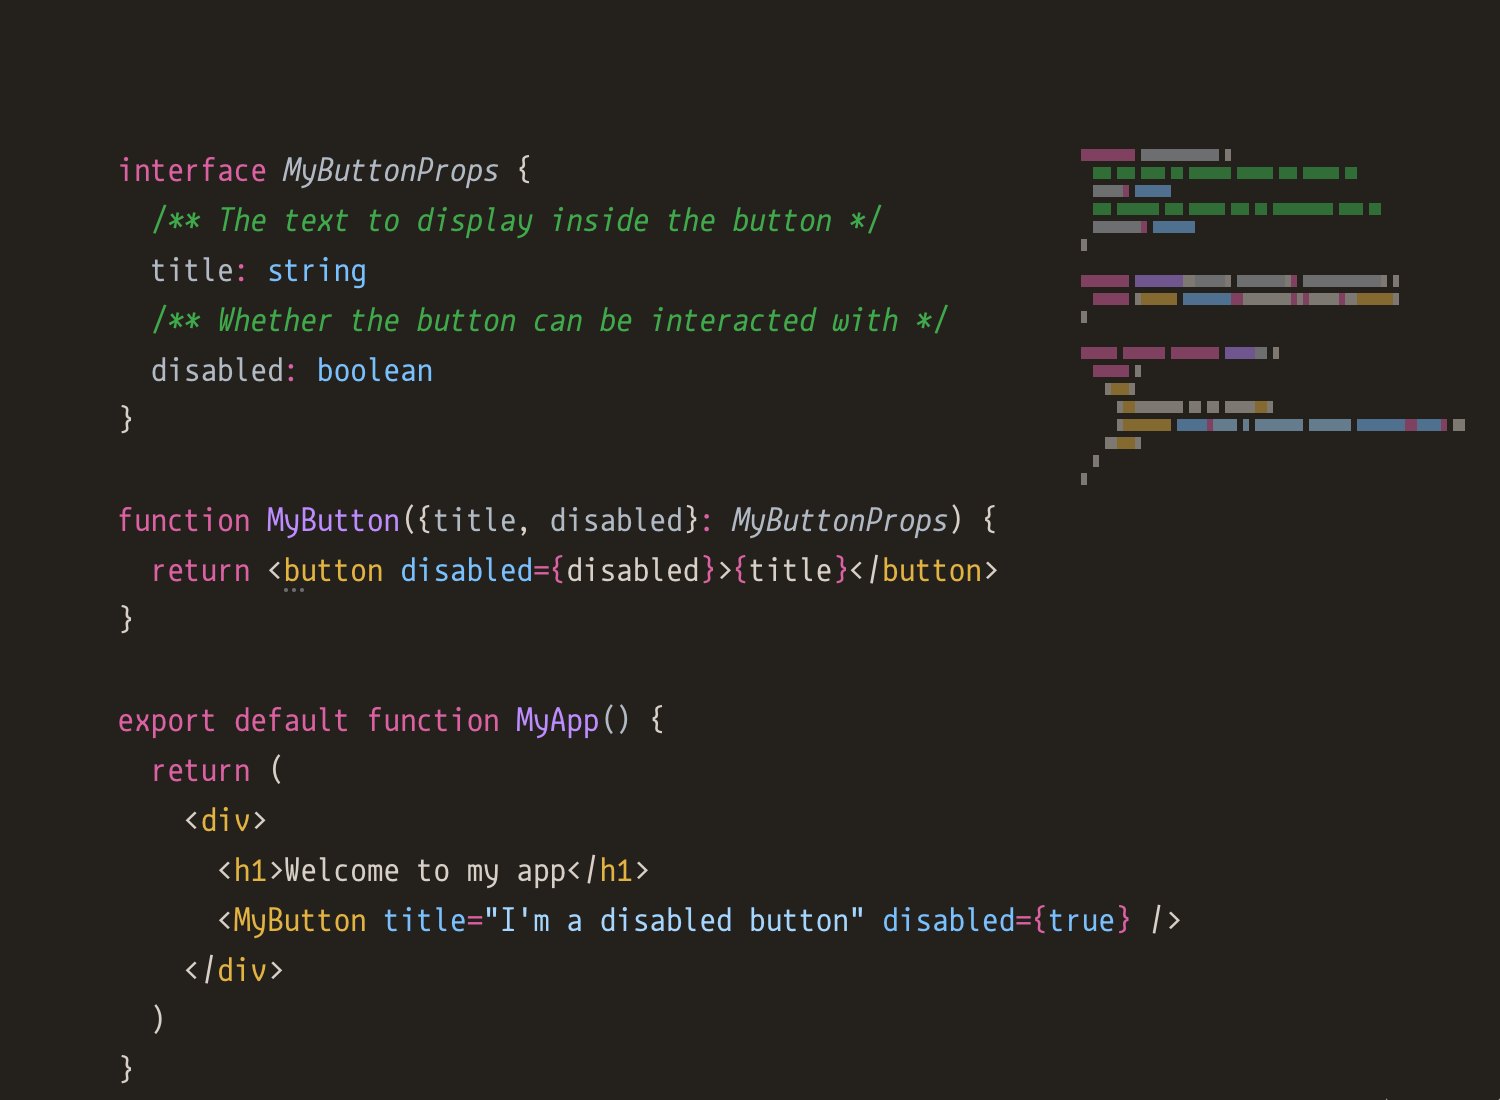 interface MyButtonProps {
  /** The text to display inside the button */
  title: string
  /** Whether the button can be interacted with */
  disabled: boolean
}

function MyButton({title, disabled}: MyButtonProps) {
  return <button disabled={disabled}>{title}</button>
}

export default function MyApp() {
  return (
    <div>
      <h1>Welcome to my app</h1>
      <MyButton title="I'm a disabled button" disabled={true} />
    </div>
  )
}